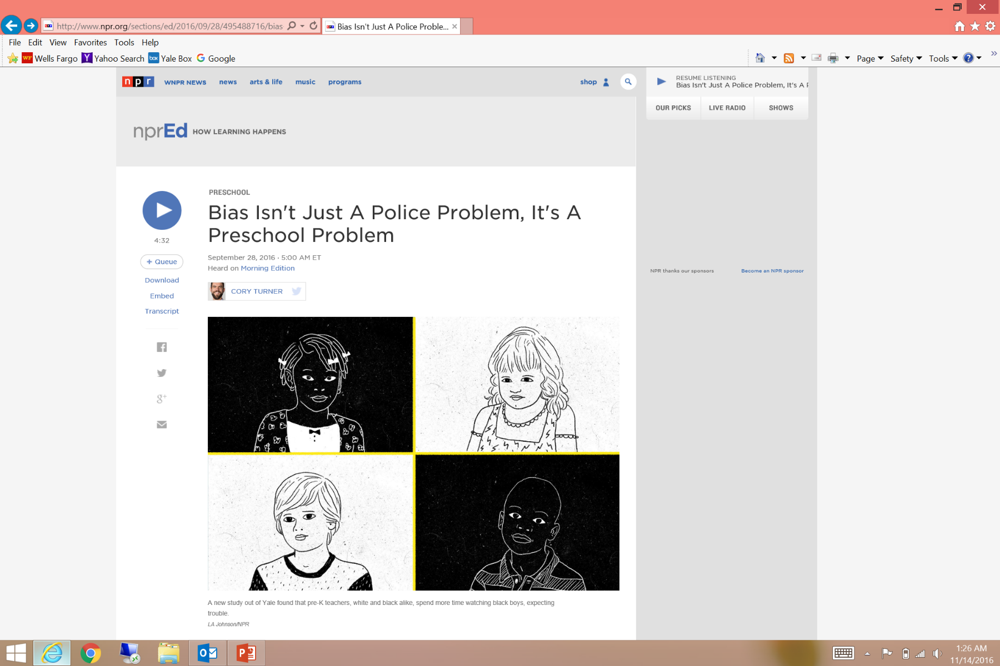 http://www.npr.org/sections/ed/2016/09/28/495488716/bias
Bias Isn't Just A Police Proble...
File Edit View Favorites Tools Help
WF Wells Fargo Y Yahoo Search box Yale Box G Google
Page Safety Tools ? »
npr WNPR NEWS news arts & life music programs shop
RESUME LISTENING
Bias Isn't Just A Police Problem, It's A P
OUR PICKS LIVE RADIO SHOWS
nprEd HOW LEARNING HAPPENS
PRESCHOOL
Bias Isn't Just A Police Problem, It's A
Preschool Problem
4:32
September 28, 2016 · 5:00 AM ET
Heard on Morning Edition
+ Queue
Download
Embed
Transcript
CORY TURNER
g+
NPR thanks our sponsors Become an NPR sponsor
A new study out of Yale found that pre-K teachers, white and black alike, spend more time watching black boys, expecting
trouble.
LA Johnson/NPR
1:26 AM
11/14/2016